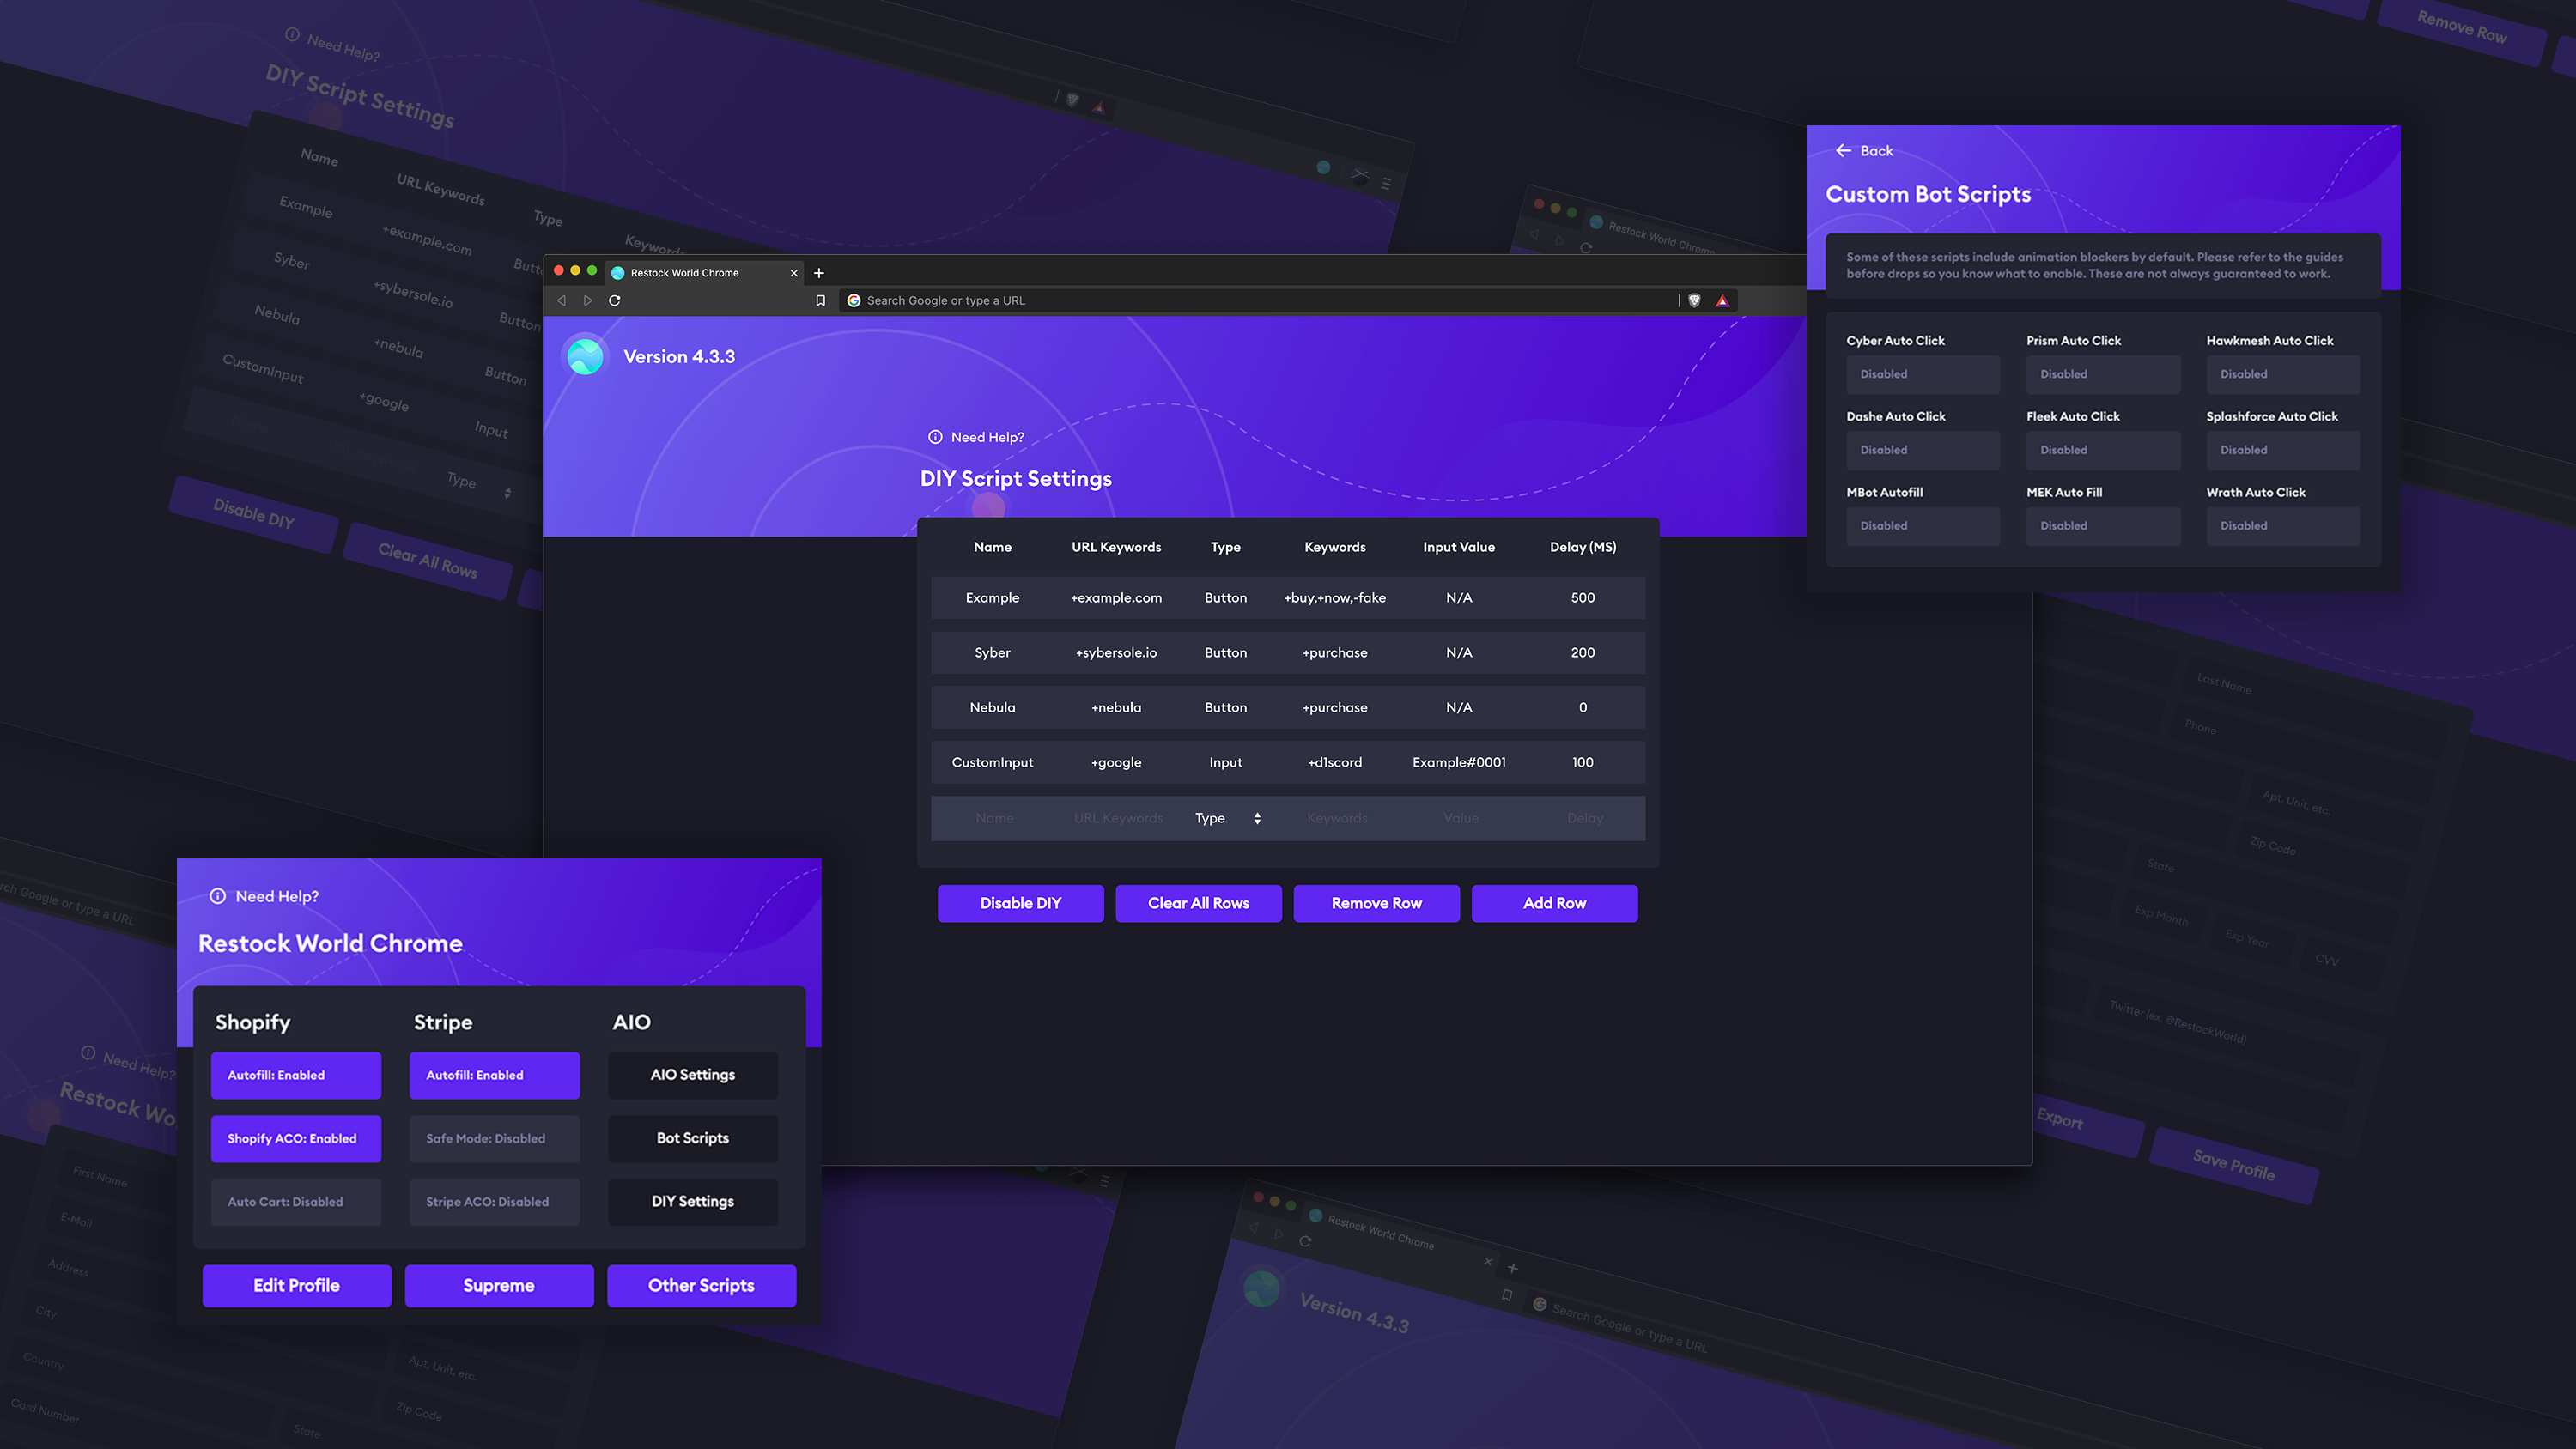 Need Help?
DIY Script Settings
Name URL Keywords Type Keywords
Example +example.com
Syber +sybersole.io Button
Nebula +nebula Button
CustomInput +google Input
Type
Disable DIY Clear All Rows
Remove Row
Restock World Chrome
Restock World Chrome
Search Google or type a URL
Version 4.3.3
Need Help?
DIY Script Settings
Name URL Keywords Type Keywords Input Value Delay (MS)
Example +example.com Button +buy,+now,-fake N/A 500
Syber +sybersole.io Button +purchase N/A 200
Nebula +nebula Button +purchase N/A 0
CustomInput +google Input +d1scord Example#0001 100
Name URL Keywords Type Keywords Value Delay
Disable DIY Clear All Rows Remove Row Add Row
Back
Custom Bot Scripts
Some of these scripts include animation blockers by default. Please refer to the guides
before drops so you know what to enable. These are not always guaranteed to work.
Cyber Auto Click Prism Auto Click Hawkmesh Auto Click
Disabled Disabled Disabled
Dashe Auto Click Fleek Auto Click Splashforce Auto Click
Disabled Disabled Disabled
MBot Autofill MEK Auto Fill Wrath Auto Click
Disabled Disabled Disabled
Need Help?
Restock World Chrome
Shopify Stripe AIO
Autofill: Enabled Autofill: Enabled AIO Settings
Shopify ACO: Enabled Safe Mode: Disabled Bot Scripts
Auto Cart: Disabled Stripe ACO: Disabled DIY Settings
Edit Profile Supreme Other Scripts
Last Name
Phone
Apt, Unit, etc.
Zip Code
State
Exp Month Exp Year CVV
Twitter (ex. @RestockWorld)
Export Save Profile
or type a URL
Need Help?
Restock
First Name
E-Mail
Address
City
Country
Apt, Unit, etc.
Card Number
Zip Code
State
Restock World Chrome
Search Google or type a URL
Version 4.3.3